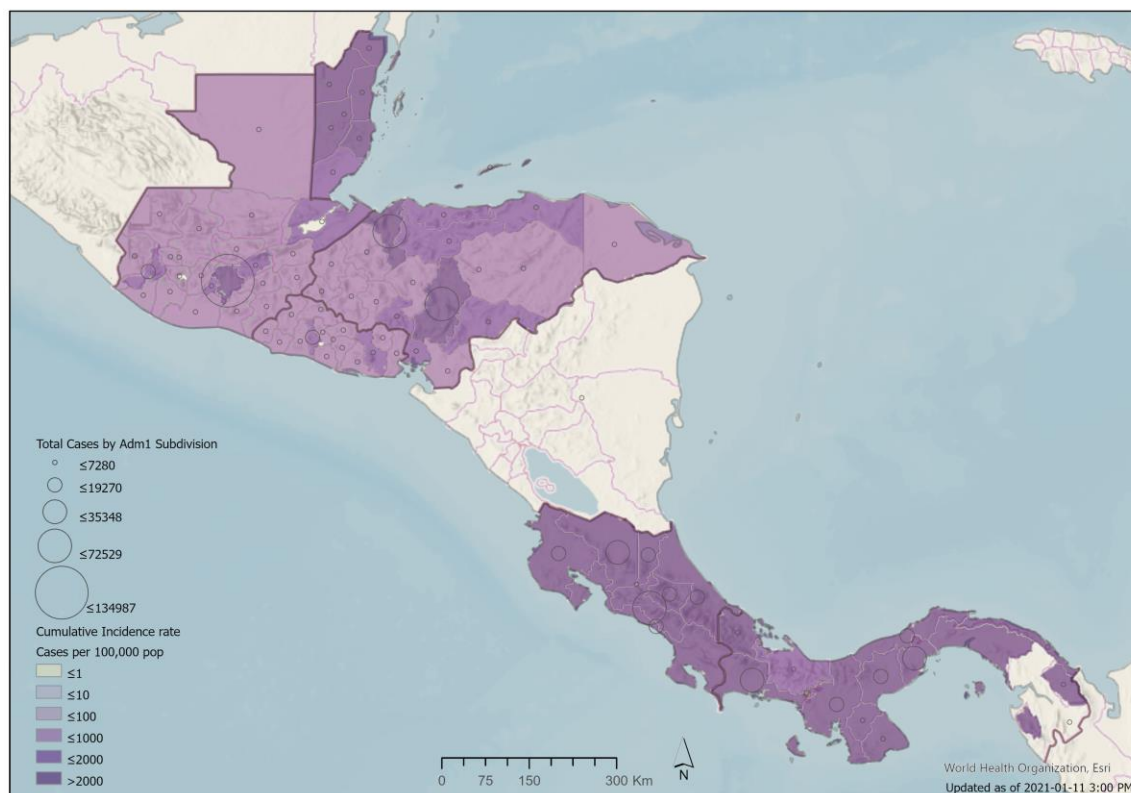 Total Cases by Adm1 Subdivision
≤7280
≤19270
≤35348
≤72529
≤134987
Cumulative Incidence rate
Cases per 100,000 pop
≤1
≤10
≤100
≤1000
≤2000
>2000
0 75 150 300 Km
N
World Health Organization, Esri
Updated as of 2021-01-11 3:00 PM